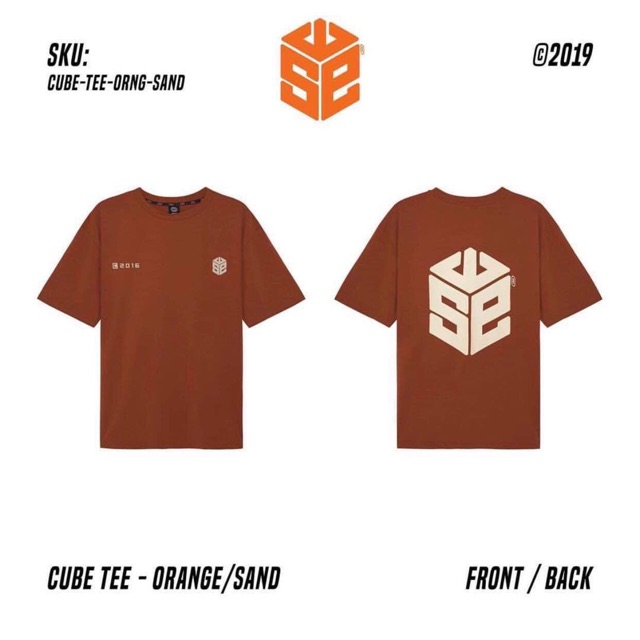 SKU:
CUBE-TEE-ORNG-SAND
©2019
2016
CUBE TEE - ORANGE/SAND
FRONT / BACK